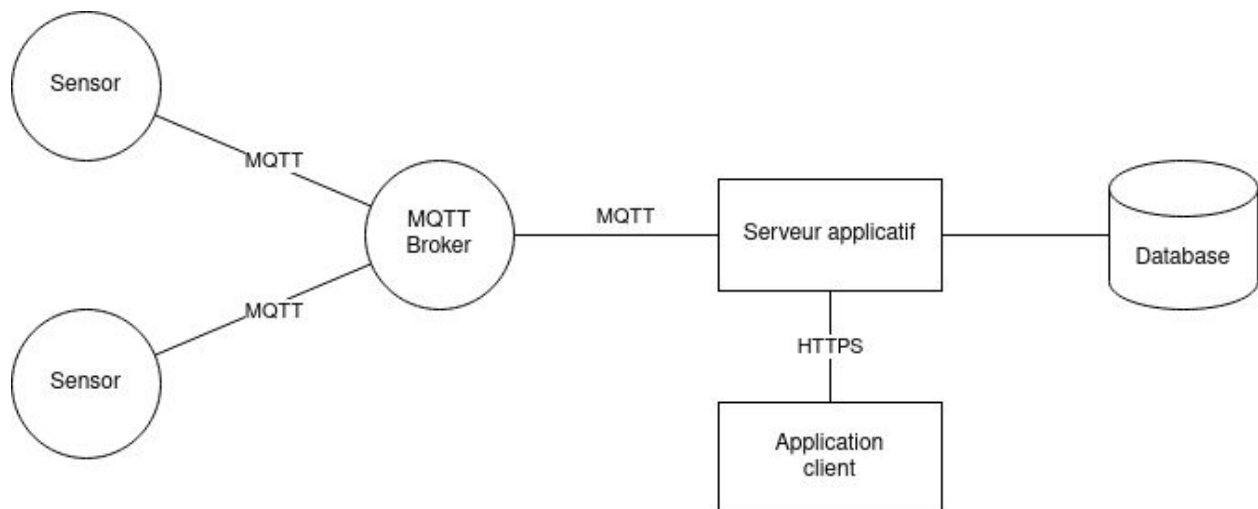 Sensor
MQTT
MQTT
Broker
MQTT
Serveur applicatif
Database
MQTT
Sensor
HTTPS
Application
client